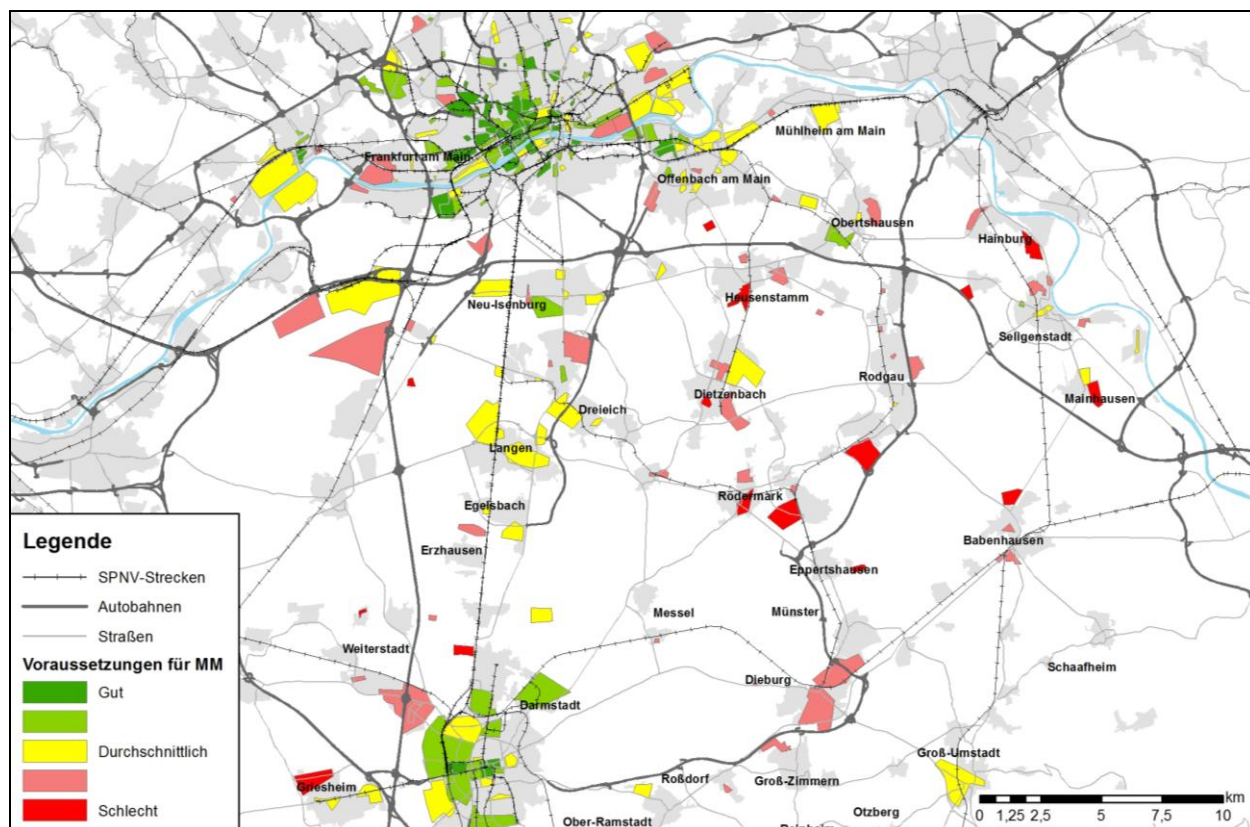 Mühlheim am Main
Frankfurt am Main
Offenbach am Main
Obertshausen
Hainburg
Heusenstamm
Neu-Isenburg
Seligenstadt
Rodgau
Dietzenbach
Mainhausen
Dreieich
Langen
Rödermark
Egelsbach
Babenhausen
Erzhausen
Eppertshausen
Messel
Münster
Weiterstadt
Schaafheim
Dieburg
Darmstadt
Groß-Umstadt
Roßdorf
Groß-Zimmern
Griesheim
Otzberg
Ober-Ramstadt
Reinheim
Legende
SPNV-Strecken
Autobahnen
Straßen
Voraussetzungen für MM
Gut
Durchschnittlich
Schlecht
km
0 1,25 2,5 5 7,5 10